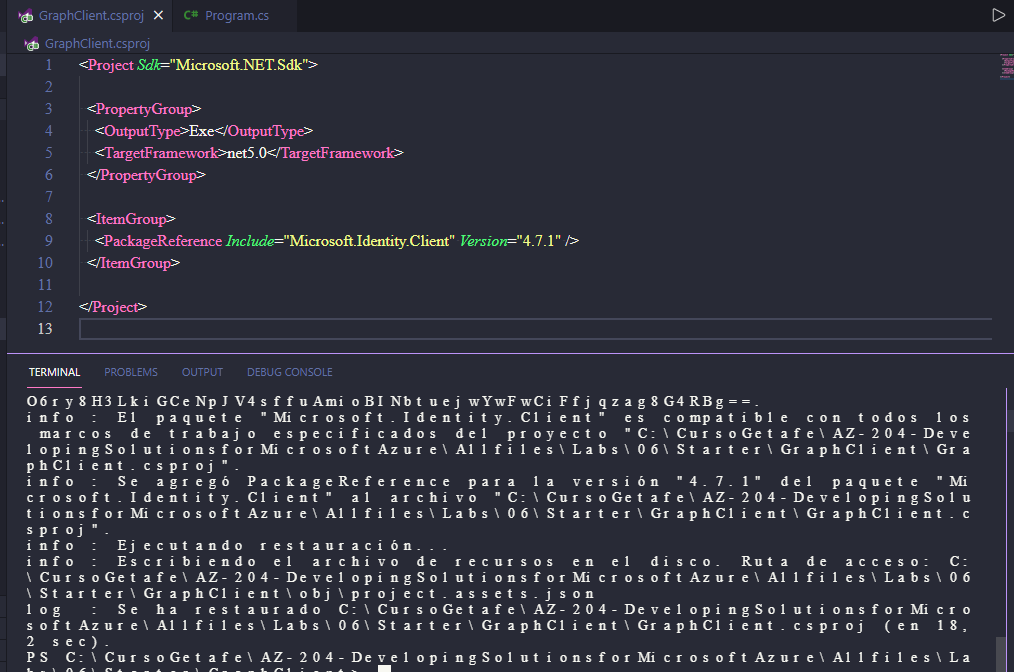 GraphClient.csproj
C# Program.cs
GraphClient.csproj
1 <Project Sdk="Microsoft.NET.Sdk">
2
3 <PropertyGroup>
4 <OutputType>Exe</OutputType>
5 <TargetFramework>net5.0</TargetFramework>
6 </PropertyGroup>
7
8 <ItemGroup>
9 <PackageReference Include="Microsoft.Identity.Client" Version="4.7.1" />
10 </ItemGroup>
11
12 </Project>
13
TERMINAL PROBLEMS OUTPUT DEBUG CONSOLE
O6ry8H3LkiGCeNpJV4sffuAmioBINbtuejwYwFwCiFfjqzag8G4RBg==.
info : El paquete "Microsoft.Identity.Client" es compatible con todos los
marcos de trabajo especificados del proyecto "C:\CursoGetafe\AZ-204-Deve
lopingSolutionsforMicrosoftAzure\Allfiles\Labs\06\Starter\GraphClient\Gra
phClient.csproj".
info : Se agregó PackageReference para la versión "4.7.1" del paquete "Mi
crosoft.Identity.Client" al archivo "C:\CursoGetafe\AZ-204-DevelopingSolu
tionsforMicrosoftAzure\Allfiles\Labs\06\Starter\GraphClient\GraphClient.c
sproj".
info : Ejecutando restauración...
info : Escribiendo el archivo de recursos en el disco. Ruta de acceso: C:
\CursoGetafe\AZ-204-DevelopingSolutionsforMicrosoftAzure\Allfiles\Labs\06
\Starter\GraphClient\obj\project.assets.json
log : Se ha restaurado C:\CursoGetafe\AZ-204-DevelopingSolutionsforMicro
softAzure\Allfiles\Labs\06\Starter\GraphClient\GraphClient.csproj (en 18,
2 sec).
PS C:\CursoGetafe\AZ-204-DevelopingSolutionsforMicrosoftAzure\Allfiles\La
bs\06\Starter\GraphClient>